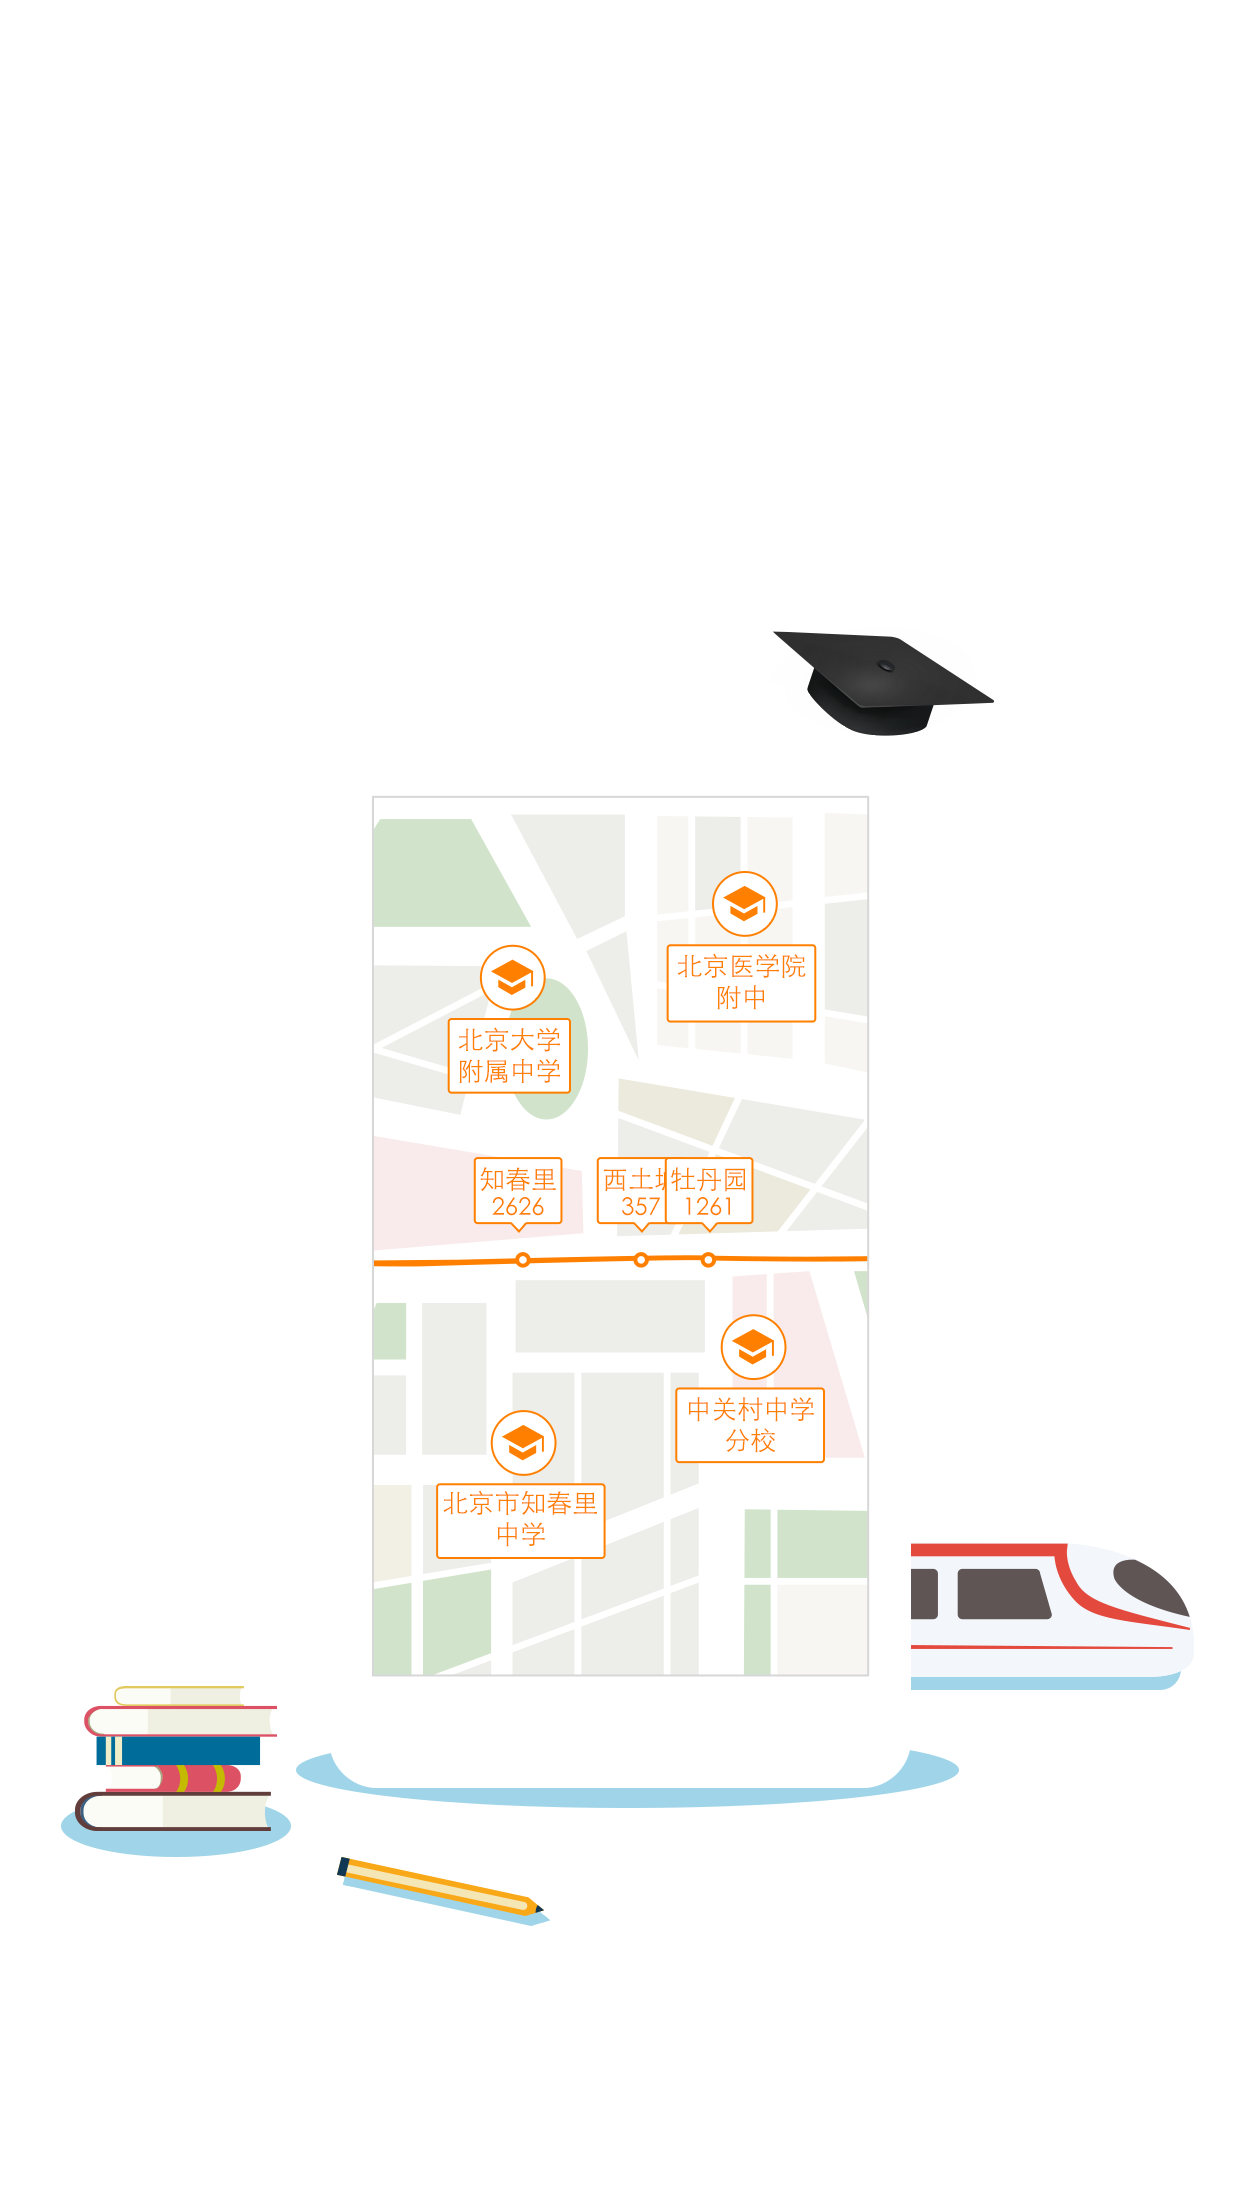 北京医学院
附中
北京大学
附属中学
知春里
2626
西土
357
牡丹园
1261
中关村中学
分校
北京市知春里
中学